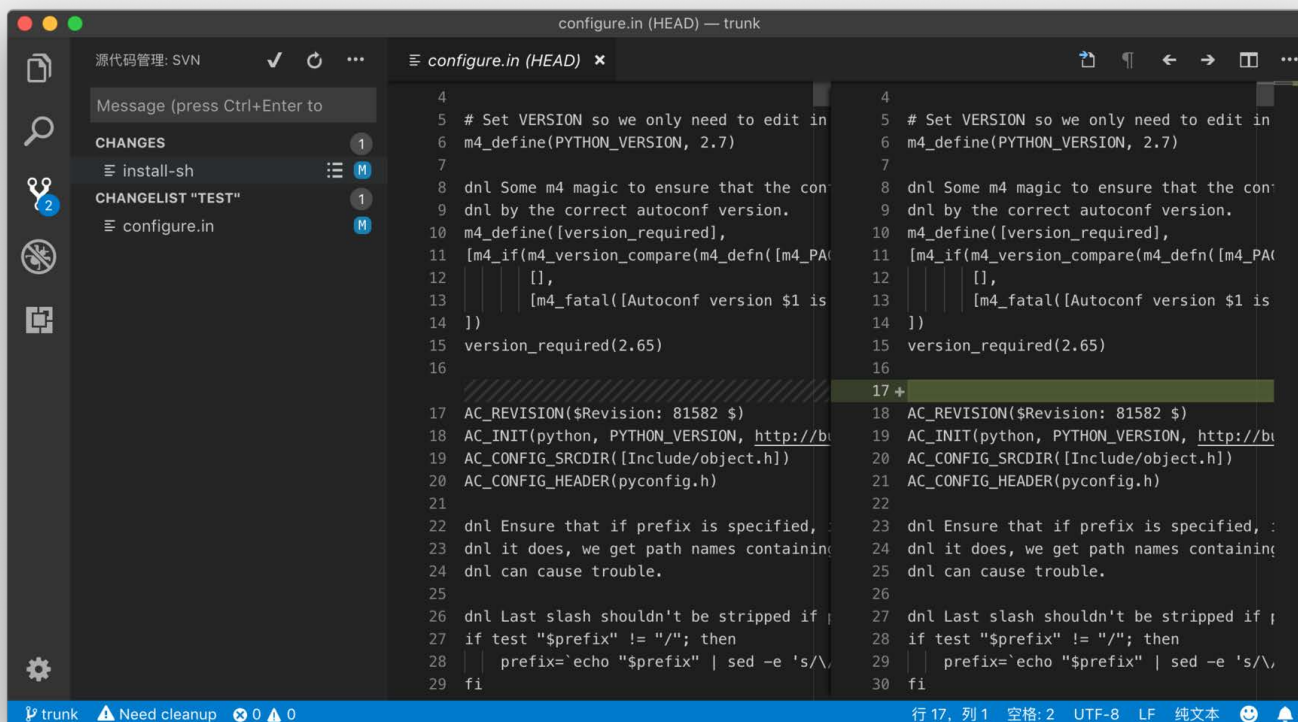 configure.in (HEAD) — trunk
源代码管理: SVN
configure.in (HEAD)
Message (press Ctrl+Enter to
CHANGES 1
install-sh M
CHANGELIST "TEST" 1
configure.in M
2
4
5 # Set VERSION so we only need to edit in
6 m4_define(PYTHON_VERSION, 2.7)
7
8 dnl Some m4 magic to ensure that the con
9 dnl by the correct autoconf version.
10 m4_define([version_required],
11 [m4_if(m4_version_compare(m4_defn([m4_PA
12 [],
13 [m4_fatal([Autoconf version $1 is
14 ])
15 version_required(2.65)
16
17 AC_REVISION($Revision: 81582 $)
18 AC_INIT(python, PYTHON_VERSION, http://b
19 AC_CONFIG_SRCDIR([Include/object.h])
20 AC_CONFIG_HEADER(pyconfig.h)
21
22 dnl Ensure that if prefix is specified,
23 dnl it does, we get path names containing
24 dnl can cause trouble.
25
26 dnl Last slash shouldn't be stripped if
27 if test "$prefix" != "/"; then
28 prefix=`echo "$prefix" | sed -e 's/\/
29 fi
4
5 # Set VERSION so we only need to edit in
6 m4_define(PYTHON_VERSION, 2.7)
7
8 dnl Some m4 magic to ensure that the con
9 dnl by the correct autoconf version.
10 m4_define([version_required],
11 [m4_if(m4_version_compare(m4_defn([m4_PA
12 [],
13 [m4_fatal([Autoconf version $1 is
14 ])
15 version_required(2.65)
16
17 +
18 AC_REVISION($Revision: 81582 $)
19 AC_INIT(python, PYTHON_VERSION, http://b
20 AC_CONFIG_SRCDIR([Include/object.h])
21 AC_CONFIG_HEADER(pyconfig.h)
22
23 dnl Ensure that if prefix is specified,
24 dnl it does, we get path names containing
25 dnl can cause trouble.
26
27 dnl Last slash shouldn't be stripped if
28 if test "$prefix" != "/"; then
29 prefix=`echo "$prefix" | sed -e 's/\/
30 fi
trunk Need cleanup 0 0 行 17, 列 1 空格: 2 UTF-8 LF 纯文本